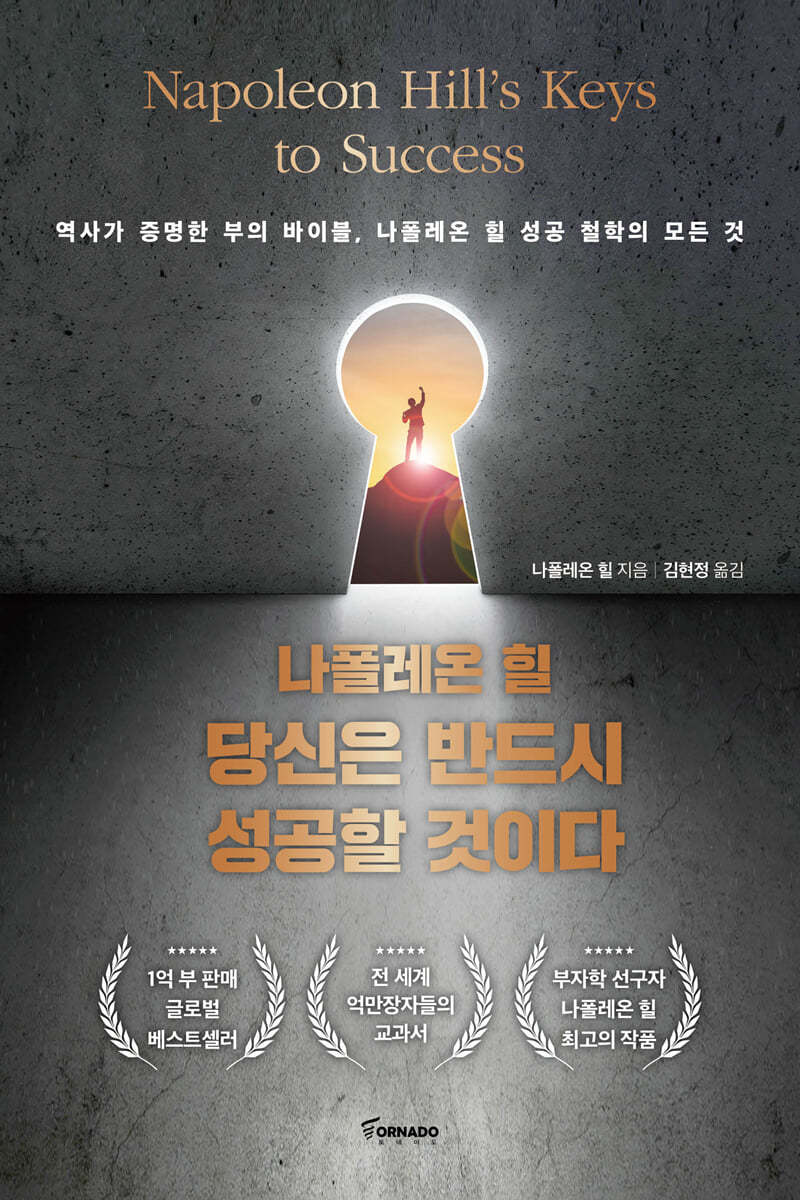 Napoleon Hill's Keys
to Success
역사가 증명한 부의 바이블, 나폴레온 힐 성공 철학의 모든 것
나폴레온 힐 지음 | 김현정 옮김
나폴레온 힐
당신은 반드시
성공할 것이다
★★★★★
1억 부 판매
글로벌
베스트셀러
★★★★★
전 세계
억만장자들의
교과서
★★★★★
부자학 선구자
나폴레온 힐
최고의 작품
TORNADO
토네이도